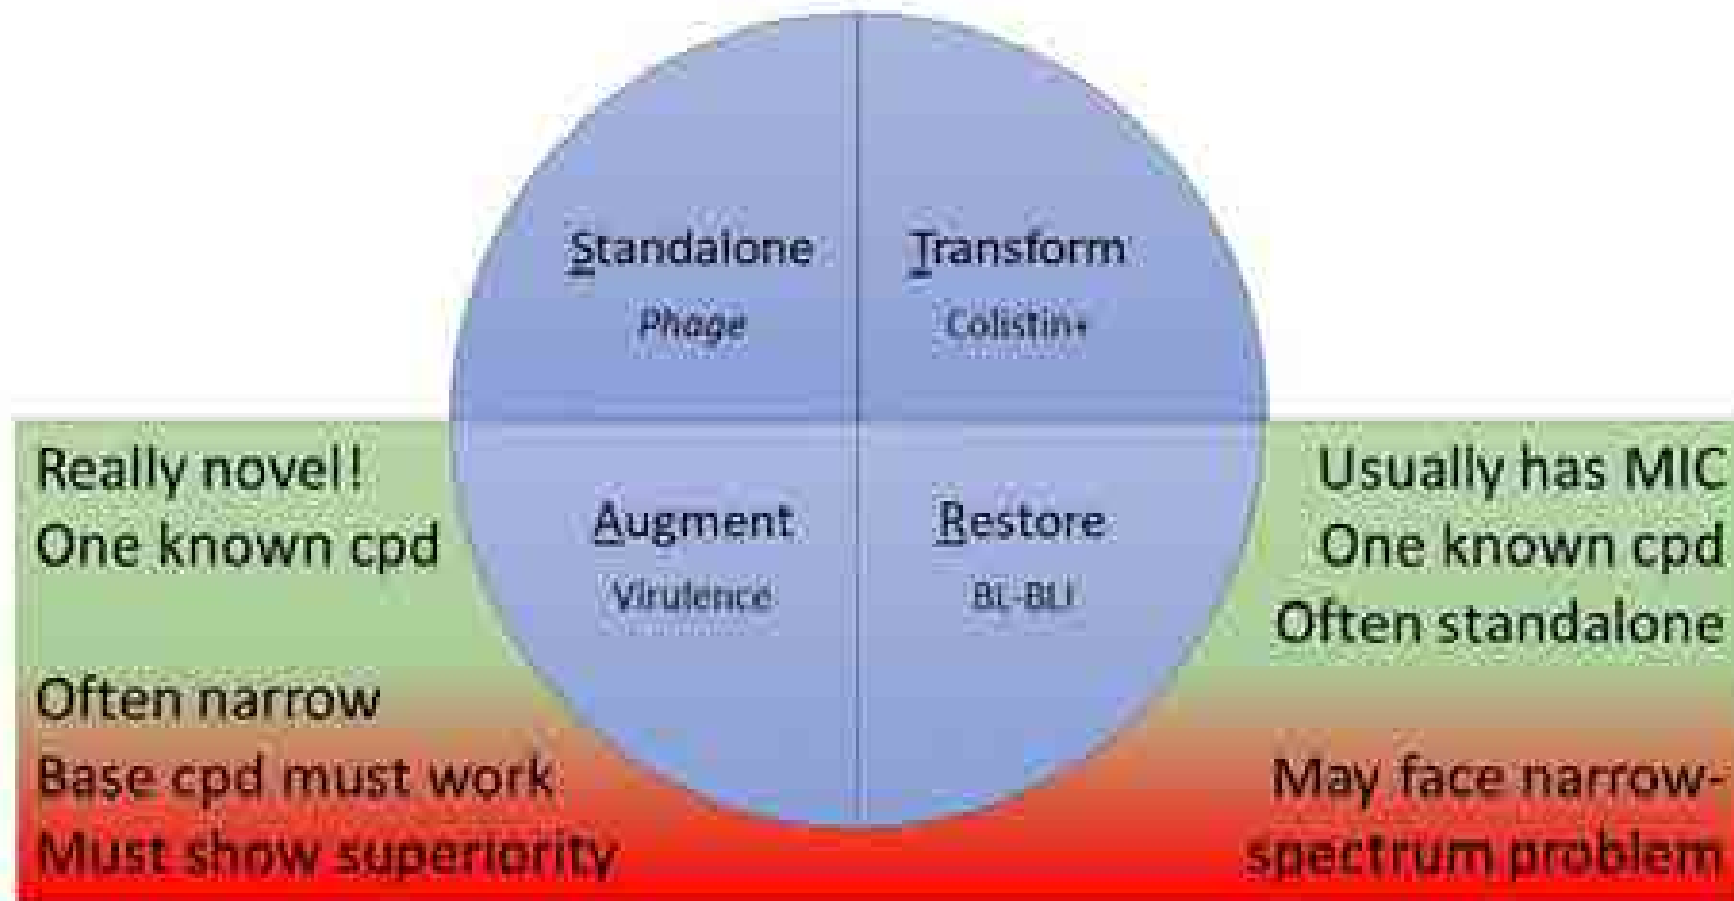 Standalone
Phage
Transform
Colistin+
Really novel!
One known cpd
Often narrow
Base cpd must work
Must show superiority
Augment
Virulence
Restore
BL-BLI
Usually has MIC
One known cpd
Often standalone
May face narrow-
spectrum problem